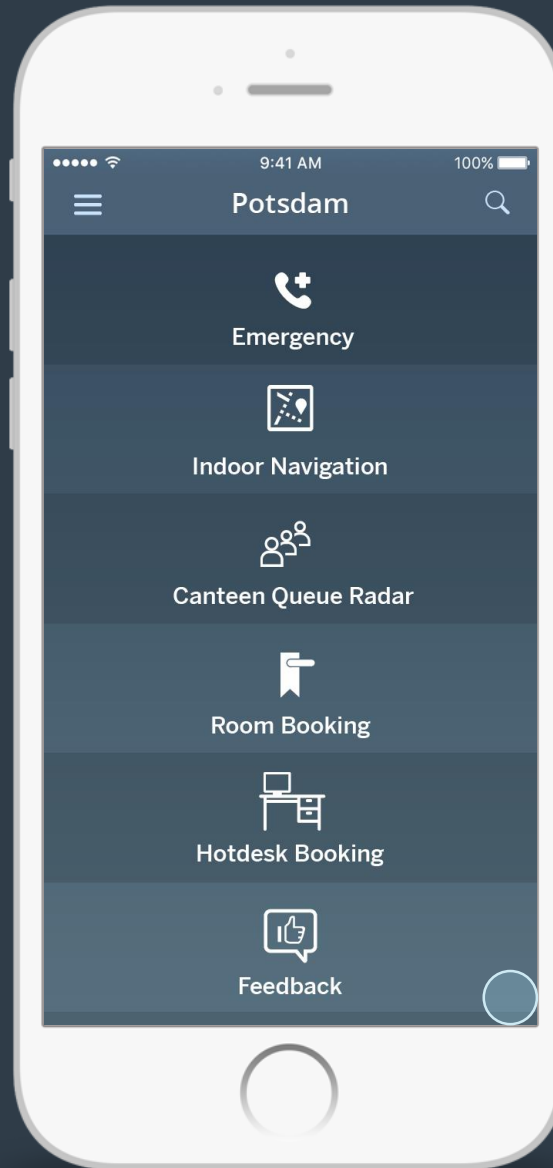 9:41 AM 100%
Potsdam
Emergency
Indoor Navigation
Canteen Queue Radar
Room Booking
Hotdesk Booking
Feedback